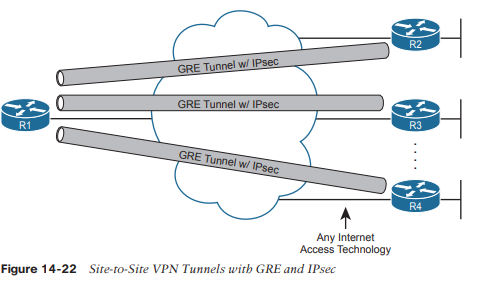 R2
GRE Tunnel w/ IPsec
GRE Tunnel w/ IPsec
R1
R3
GRE Tunnel w/ IPsec
R4
Any Internet
Access Technology
Figure 14-22 Site-to-Site VPN Tunnels with GRE and IPsec